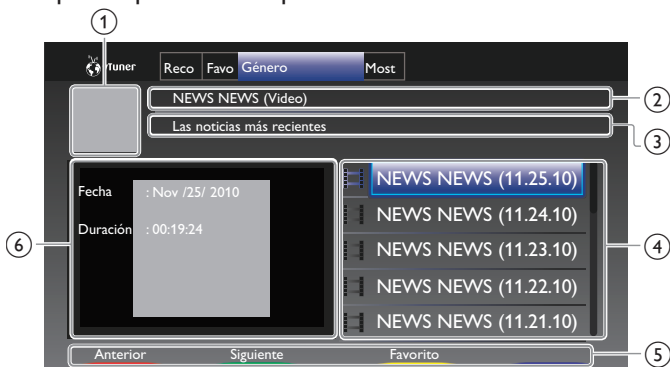 1
vTuner Reco Favo Género Most
NEWS NEWS (Video)
2
Las noticias más recientes
3
Fecha : Nov /25/ 2010
Duración : 00:19:24
6
NEWS NEWS (11.25.10)
NEWS NEWS (11.24.10)
NEWS NEWS (11.23.10)
NEWS NEWS (11.22.10)
NEWS NEWS (11.21.10)
4
Anterior Siguiente Favorito
5